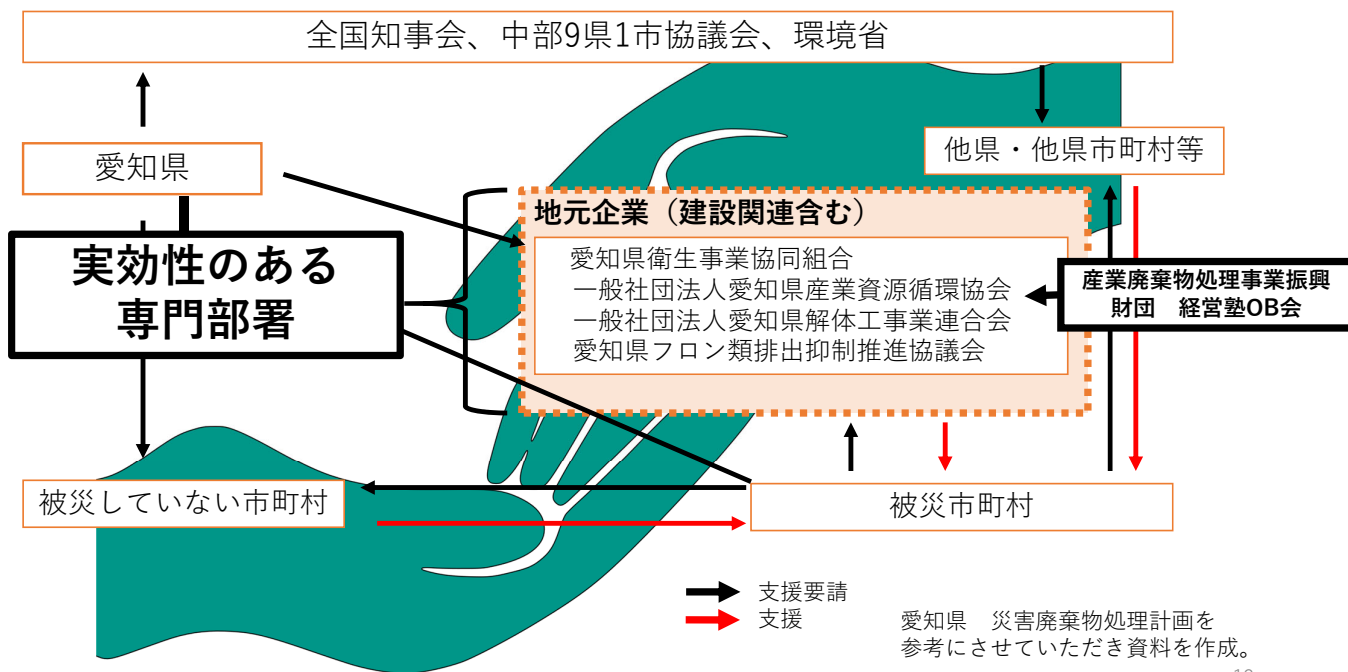 全国知事会、中部9県1市協議会、環境省
愛知県
他県・他県市町村等
地元企業（建設関連含む）
愛知県衛生事業協同組合
一般社団法人愛知県産業資源循環協会
一般社団法人愛知県解体工事業連合会
愛知県フロン類排出抑制推進協議会
実効性のある
専門部署
産業廃棄物処理事業振興
財団　経営塾OB会
被災していない市町村
被災市町村
支援要請
支援
愛知県　災害廃棄物処理計画を
参考にさせていただき資料を作成。